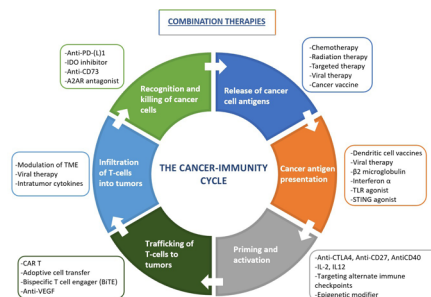 COMBINATION THERAPIES
-Anti-PD-(L)1
-IDO inhibitor
-Anti-CD73
-A2AR antagonist
Recognition and
killing of cancer
cells
Release of cancer
cell antigens
-Chemotherapy
-Radiation therapy
-Targeted therapy
-Viral therapy
-Cancer vaccine
-Modulation of TME
-Viral therapy
-Intratumor cytokines
Infiltration
of T-cells
into tumors
THE CANCER-IMMUNITY
CYCLE
Cancer antigen
presentation
-Dendritic cell vaccines
-Viral therapy
-β2 microglobulin
-Interferon α
-TLR agonist
-STING agonist
Trafficking of
T-cells to
tumors
Priming and
activation
-CAR T
-Adoptive cell transfer
-Bispecific T cell engager (BiTE)
-Anti-VEGF
-Anti-CTLA4, Anti-CD27, AntiCD40
-IL-2, IL12
-Targeting alternate immune
checkpoints
-Epigenetic modifier